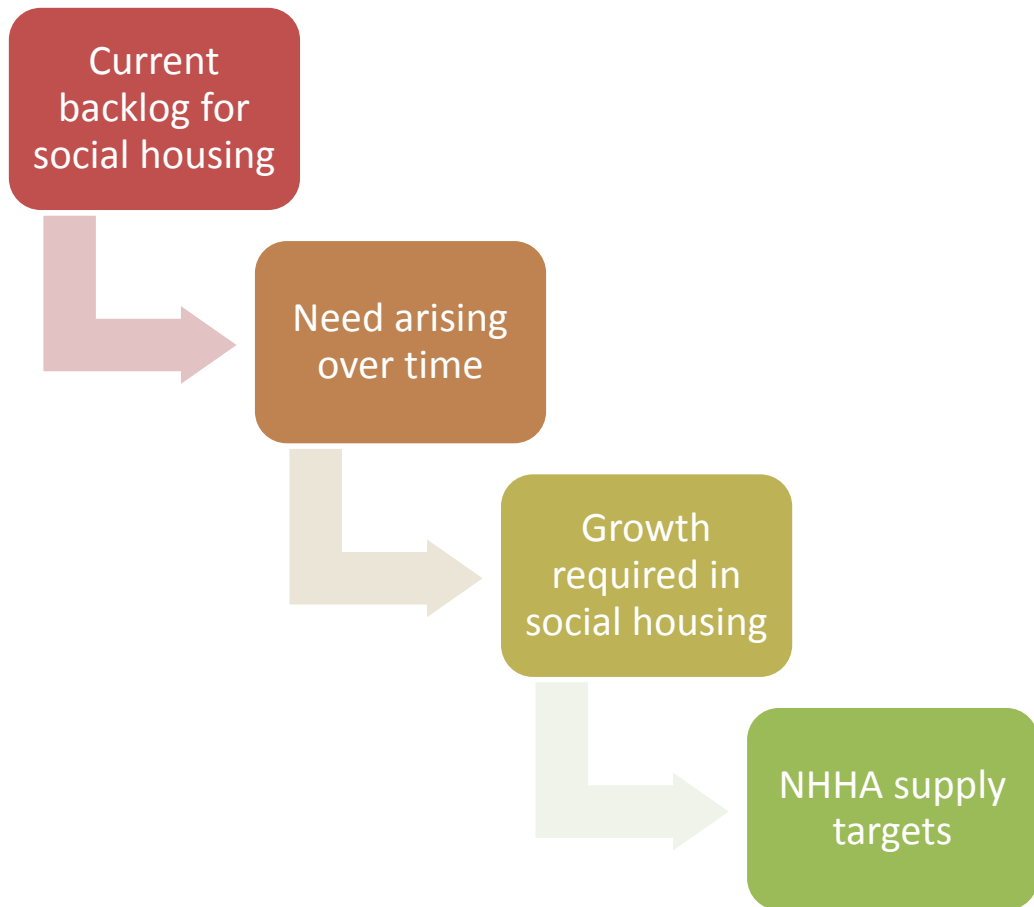 Current
backlog for
social housing
Need arising
over time
Growth
required in
social housing
NHHA supply
targets